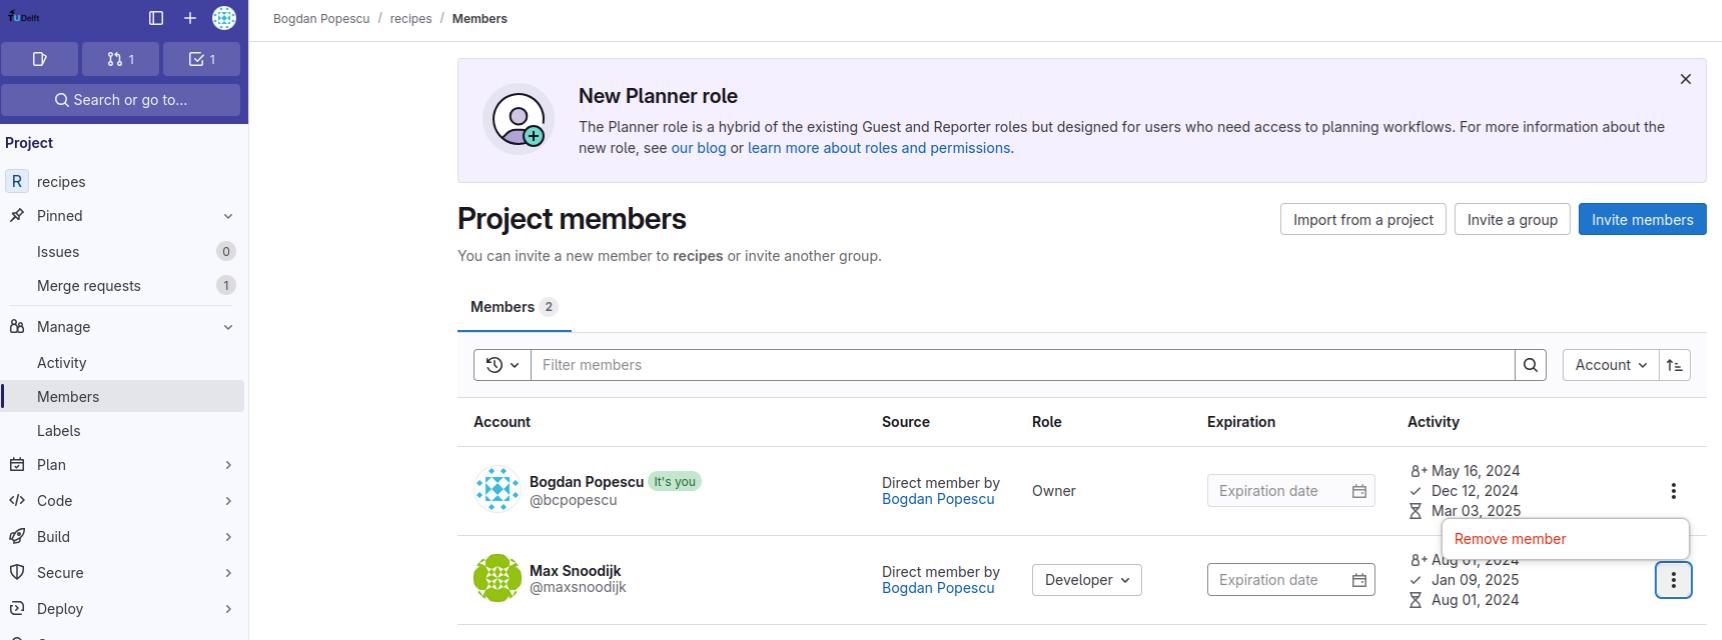 TUDelft
1
1
Search or go to...
Project
R recipes
Pinned
Issues 0
Merge requests 1
Manage
Activity
Members
Labels
Plan
Code
Build
Secure
Deploy
Bogdan Popescu / recipes / Members
New Planner role
The Planner role is a hybrid of the existing Guest and Reporter roles but designed for users who need access to planning workflows. For more information about the
new role, see our blog or learn more about roles and permissions.
Project members
Import from a project
Invite a group
Invite members
You can invite a new member to recipes or invite another group.
Members 2
Filter members
Account
Account Source Role Expiration Activity
Bogdan Popescu It's you
@bcpopescu
Direct member by
Bogdan Popescu
Owner
Expiration date
May 16, 2024
Dec 12, 2024
Mar 03, 2025
Remove member
Max Snoodijk
@maxsnoodijk
Direct member by
Bogdan Popescu
Developer
Expiration date
Aug 01, 2024
Jan 09, 2025
Aug 01, 2024